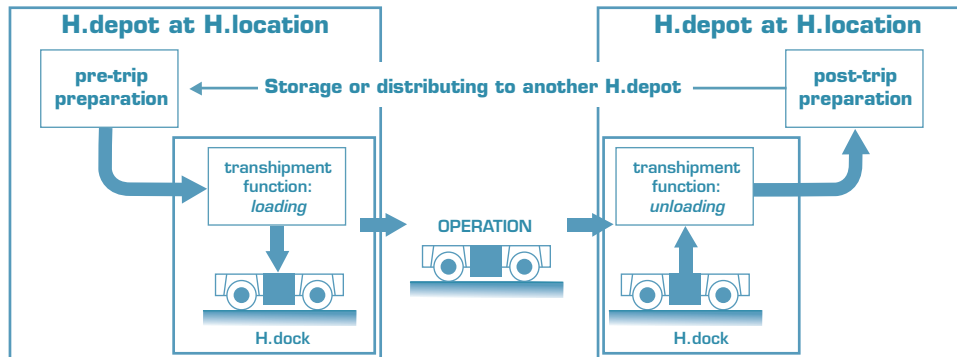 H.depot at H.location
pre-trip
preparation
transhipment
function:
loading
H.dock
Storage or distributing to another H.depot
OPERATION
H.depot at H.location
post-trip
preparation
transhipment
function:
unloading
H.dock